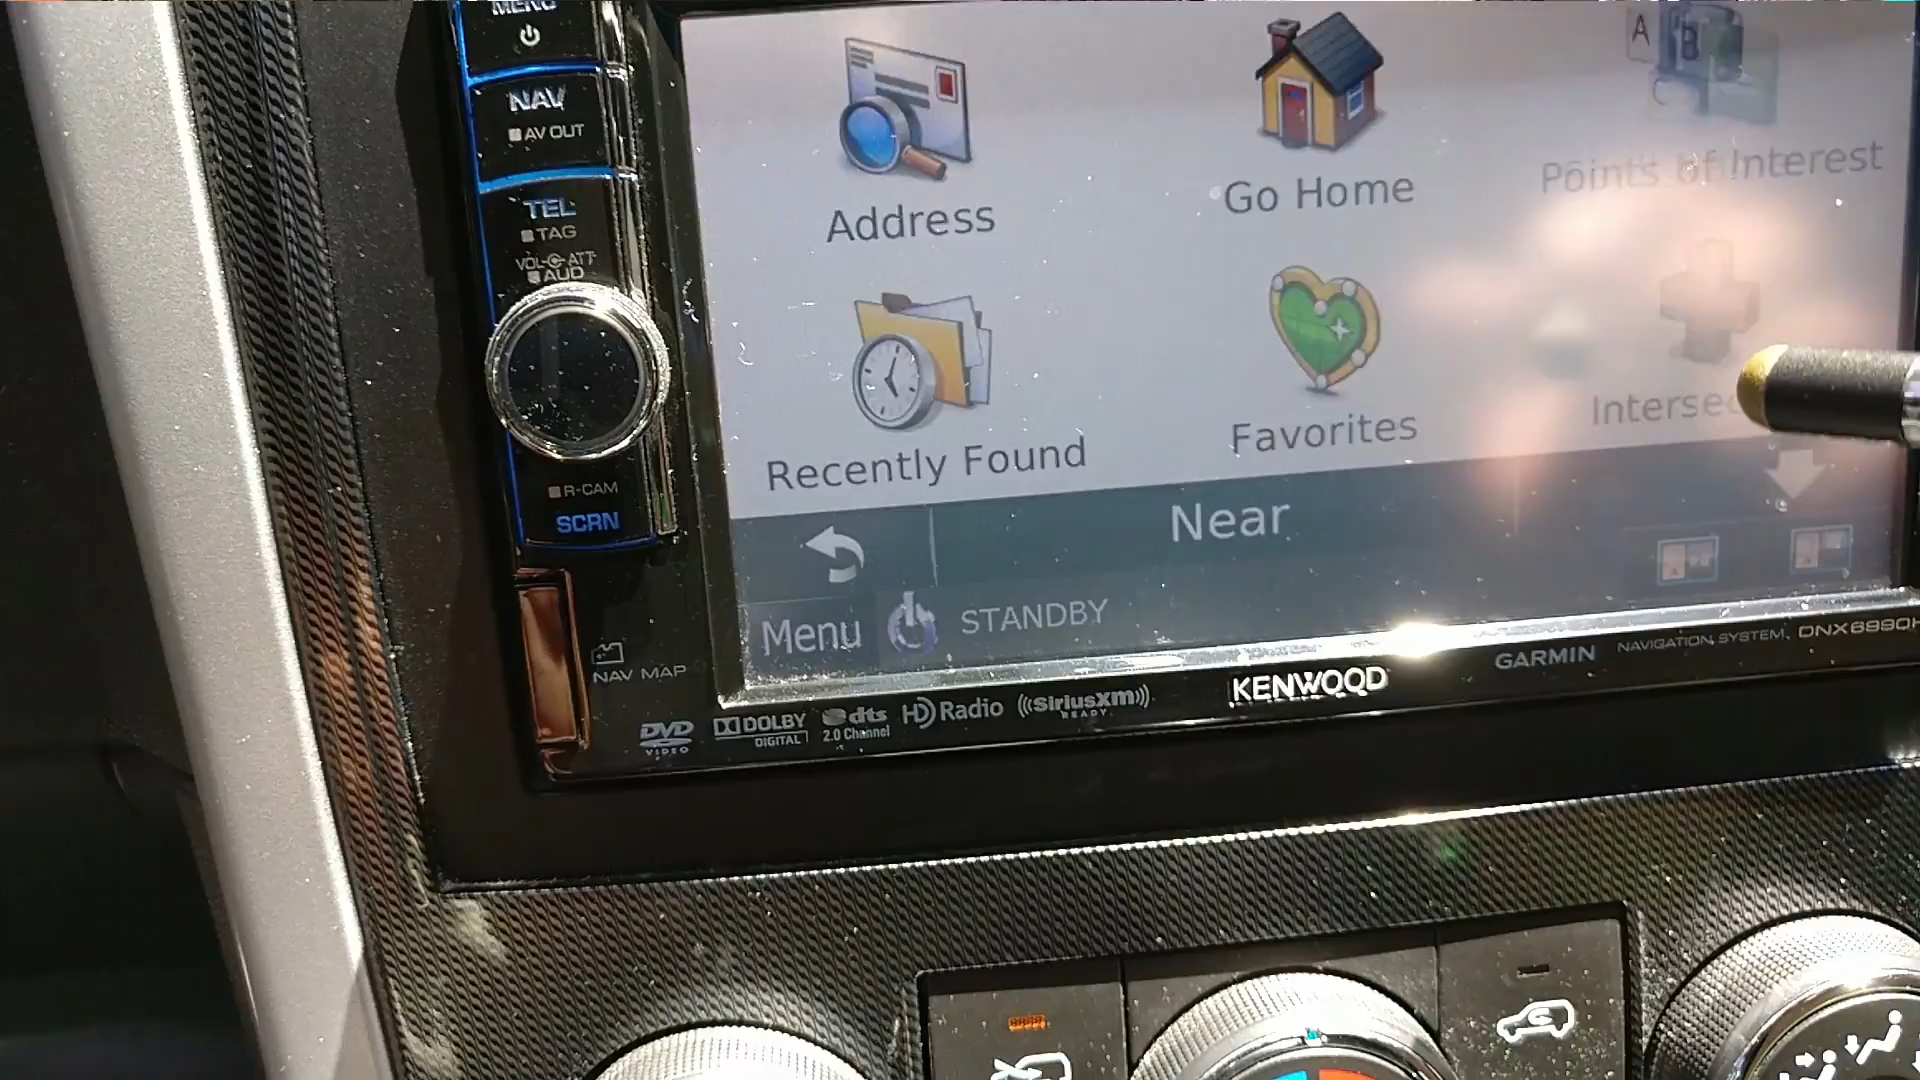 MENU
NAV
AV OUT
TEL
TAG
VOL ATT
AUD
R-CAM
SCRN
NAV MAP
A B
Address
Go Home
Points of Interest
Recently Found
Favorites
Near
Menu
STANDBY
KENWOOD
GARMIN
NAVIGATION SYSTEM, DNX6990H
DVD
VIDEO
DOLBY
DIGITAL
dts
2.0 Channel
HD Radio
((SiriusXM))
READY